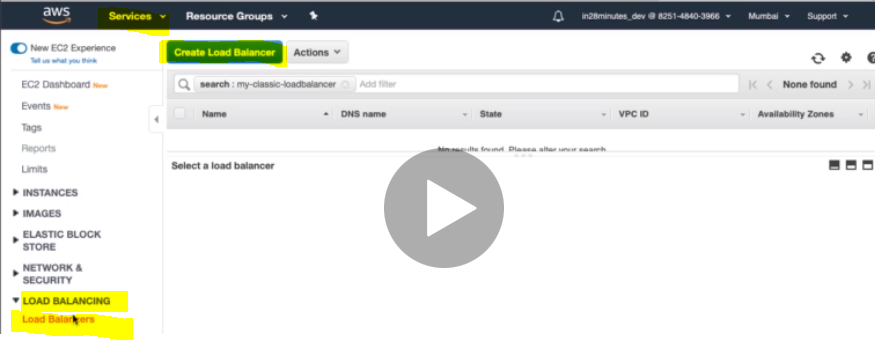 aws
Services
Resource Groups
in28minutes_dev @ 8251-4840-3966
Mumbai
Support
New EC2 Experience
Tell us what you think
EC2 Dashboard New
Events New
Tags
Reports
Limits
INSTANCES
IMAGES
ELASTIC BLOCK
STORE
NETWORK &
SECURITY
LOAD BALANCING
Load Balancers
Create Load Balancer
Actions
search : my-classic-loadbalancer
Add filter
None found
Name
DNS name
State
VPC ID
Availability Zones
No results found. Please alter your search.
Select a load balancer